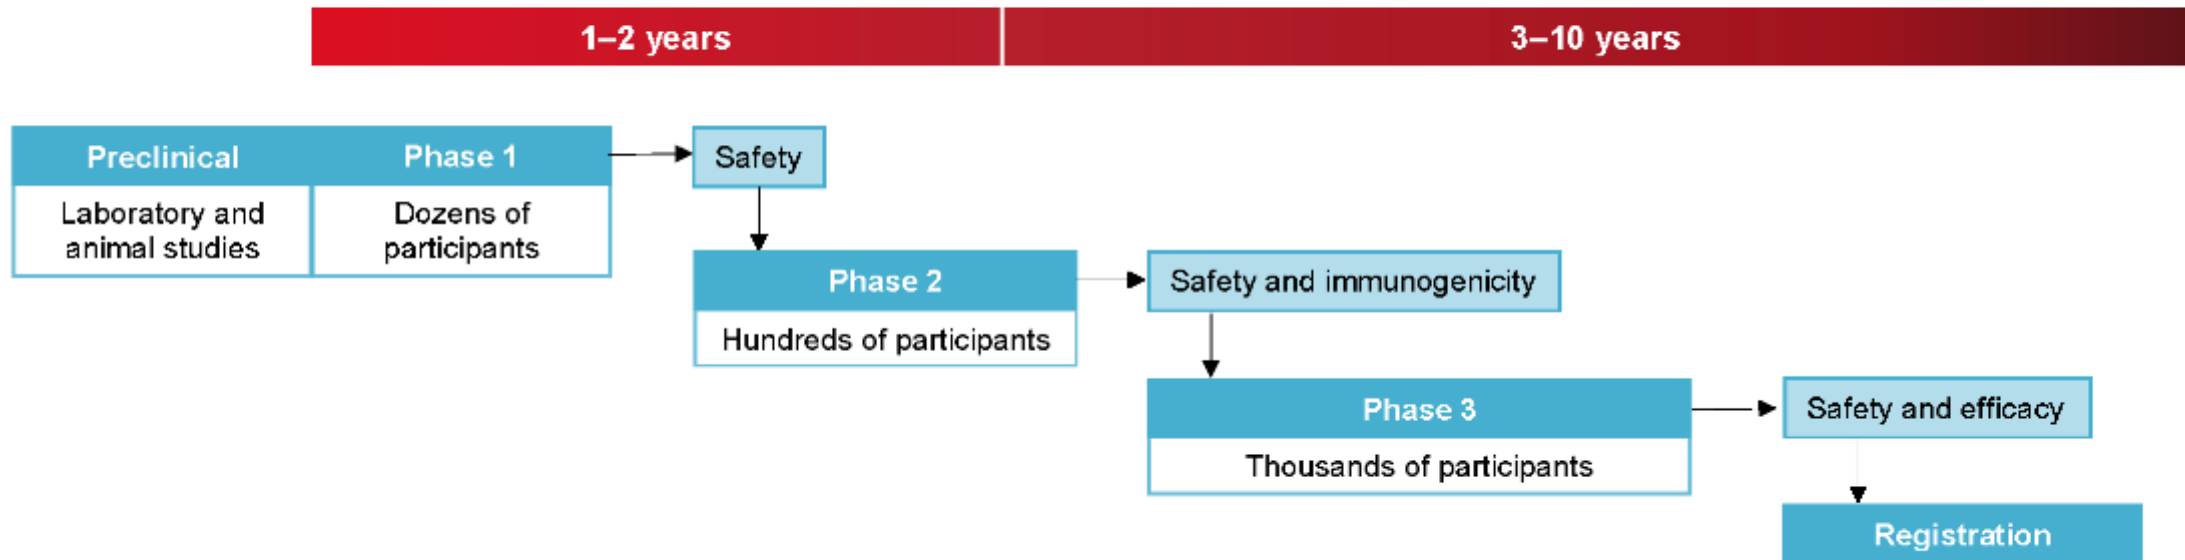 1–2 years
3–10 years
Preclinical
Phase 1
Safety
Laboratory and
animal studies
Dozens of
participants
Phase 2
Safety and immunogenicity
Hundreds of participants
Phase 3
Safety and efficacy
Thousands of participants
Registration